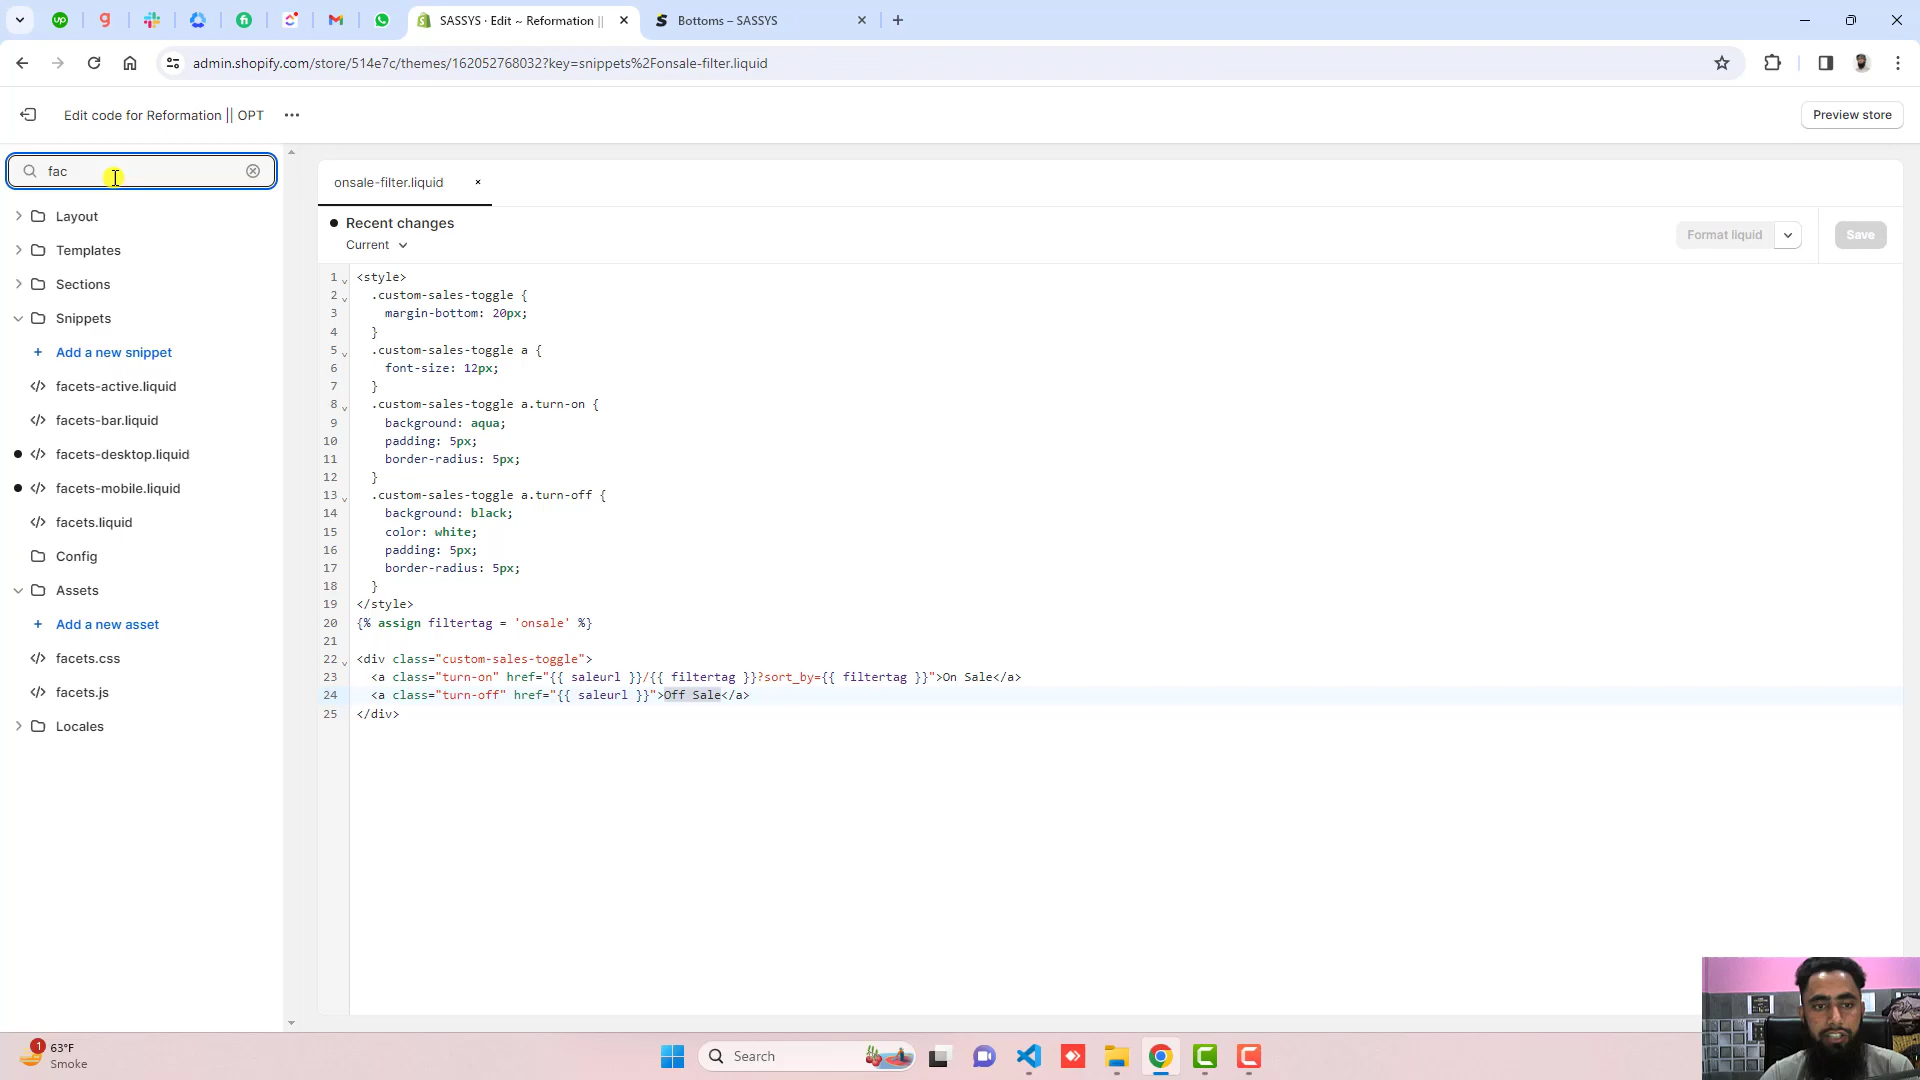 SASSYS · Edit ~ Reformation ||
Bottoms – SASSYS
admin.shopify.com/store/514e7c/themes/162052768032?key=snippets%2Fonsale-filter.liquid
Edit code for Reformation || OPT
Preview store
fac
Layout
Templates
Sections
Snippets
Add a new snippet
facets-active.liquid
facets-bar.liquid
facets-desktop.liquid
facets-mobile.liquid
facets.liquid
Config
Assets
Add a new asset
facets.css
facets.js
Locales
onsale-filter.liquid
Recent changes
Current
Format liquid
Save
1 <style>
2 .custom-sales-toggle {
3 margin-bottom: 20px;
4 }
5 .custom-sales-toggle a {
6 font-size: 12px;
7 }
8 .custom-sales-toggle a.turn-on {
9 background: aqua;
10 padding: 5px;
11 border-radius: 5px;
12 }
13 .custom-sales-toggle a.turn-off {
14 background: black;
15 color: white;
16 padding: 5px;
17 border-radius: 5px;
18 }
19 </style>
20 {% assign filtertag = 'onsale' %}
21
22 <div class="custom-sales-toggle">
23 <a class="turn-on" href="{{ saleurl }}/{{ filtertag }}?sort_by={{ filtertag }}">On Sale</a>
24 <a class="turn-off" href="{{ saleurl }}">Off Sale</a>
25 </div>
1
63°F
Smoke
Search